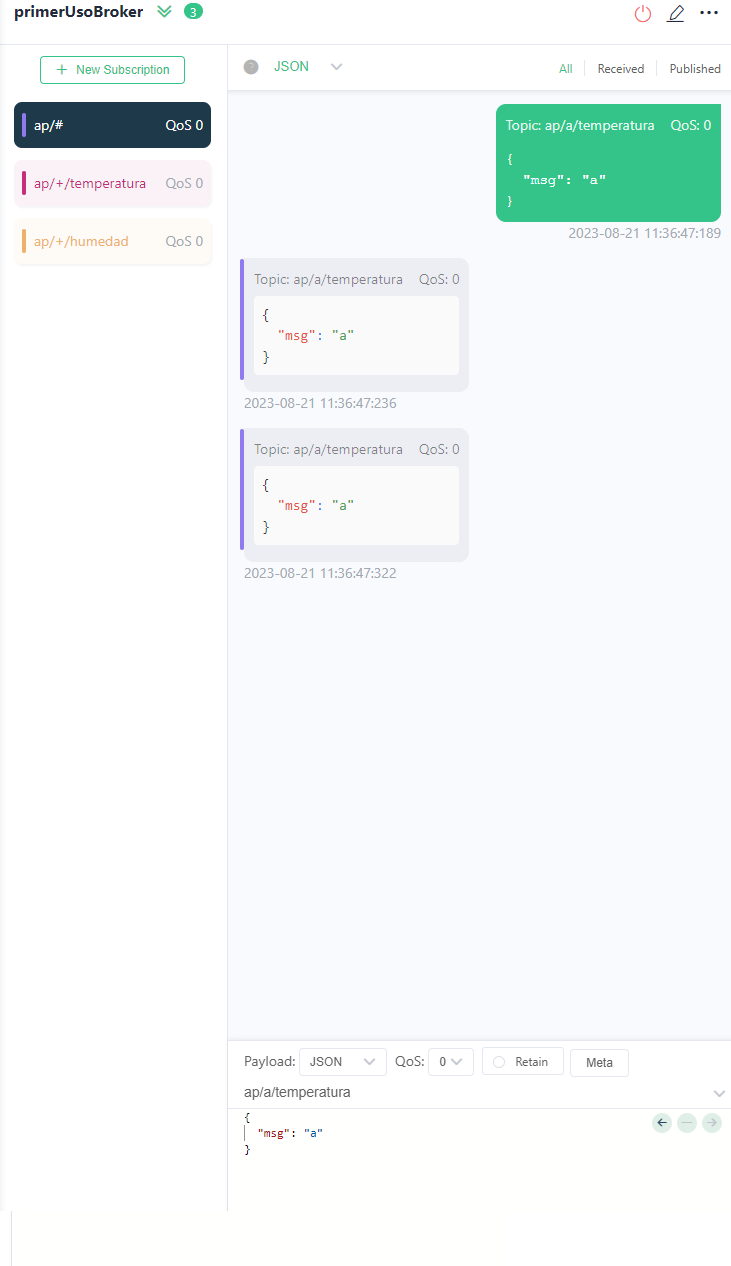 primerUsoBroker 3
+ New Subscription
JSON
All Received Published
ap/# QoS 0
ap/+/temperatura QoS 0
ap/+/humedad QoS 0
Topic: ap/a/temperatura QoS: 0
{
"msg": "a"
}
2023-08-21 11:36:47:189
Topic: ap/a/temperatura QoS: 0
{
"msg": "a"
}
2023-08-21 11:36:47:236
Topic: ap/a/temperatura QoS: 0
{
"msg": "a"
}
2023-08-21 11:36:47:322
Payload: JSON QoS: 0 Retain Meta
ap/a/temperatura
{
"msg": "a"
}